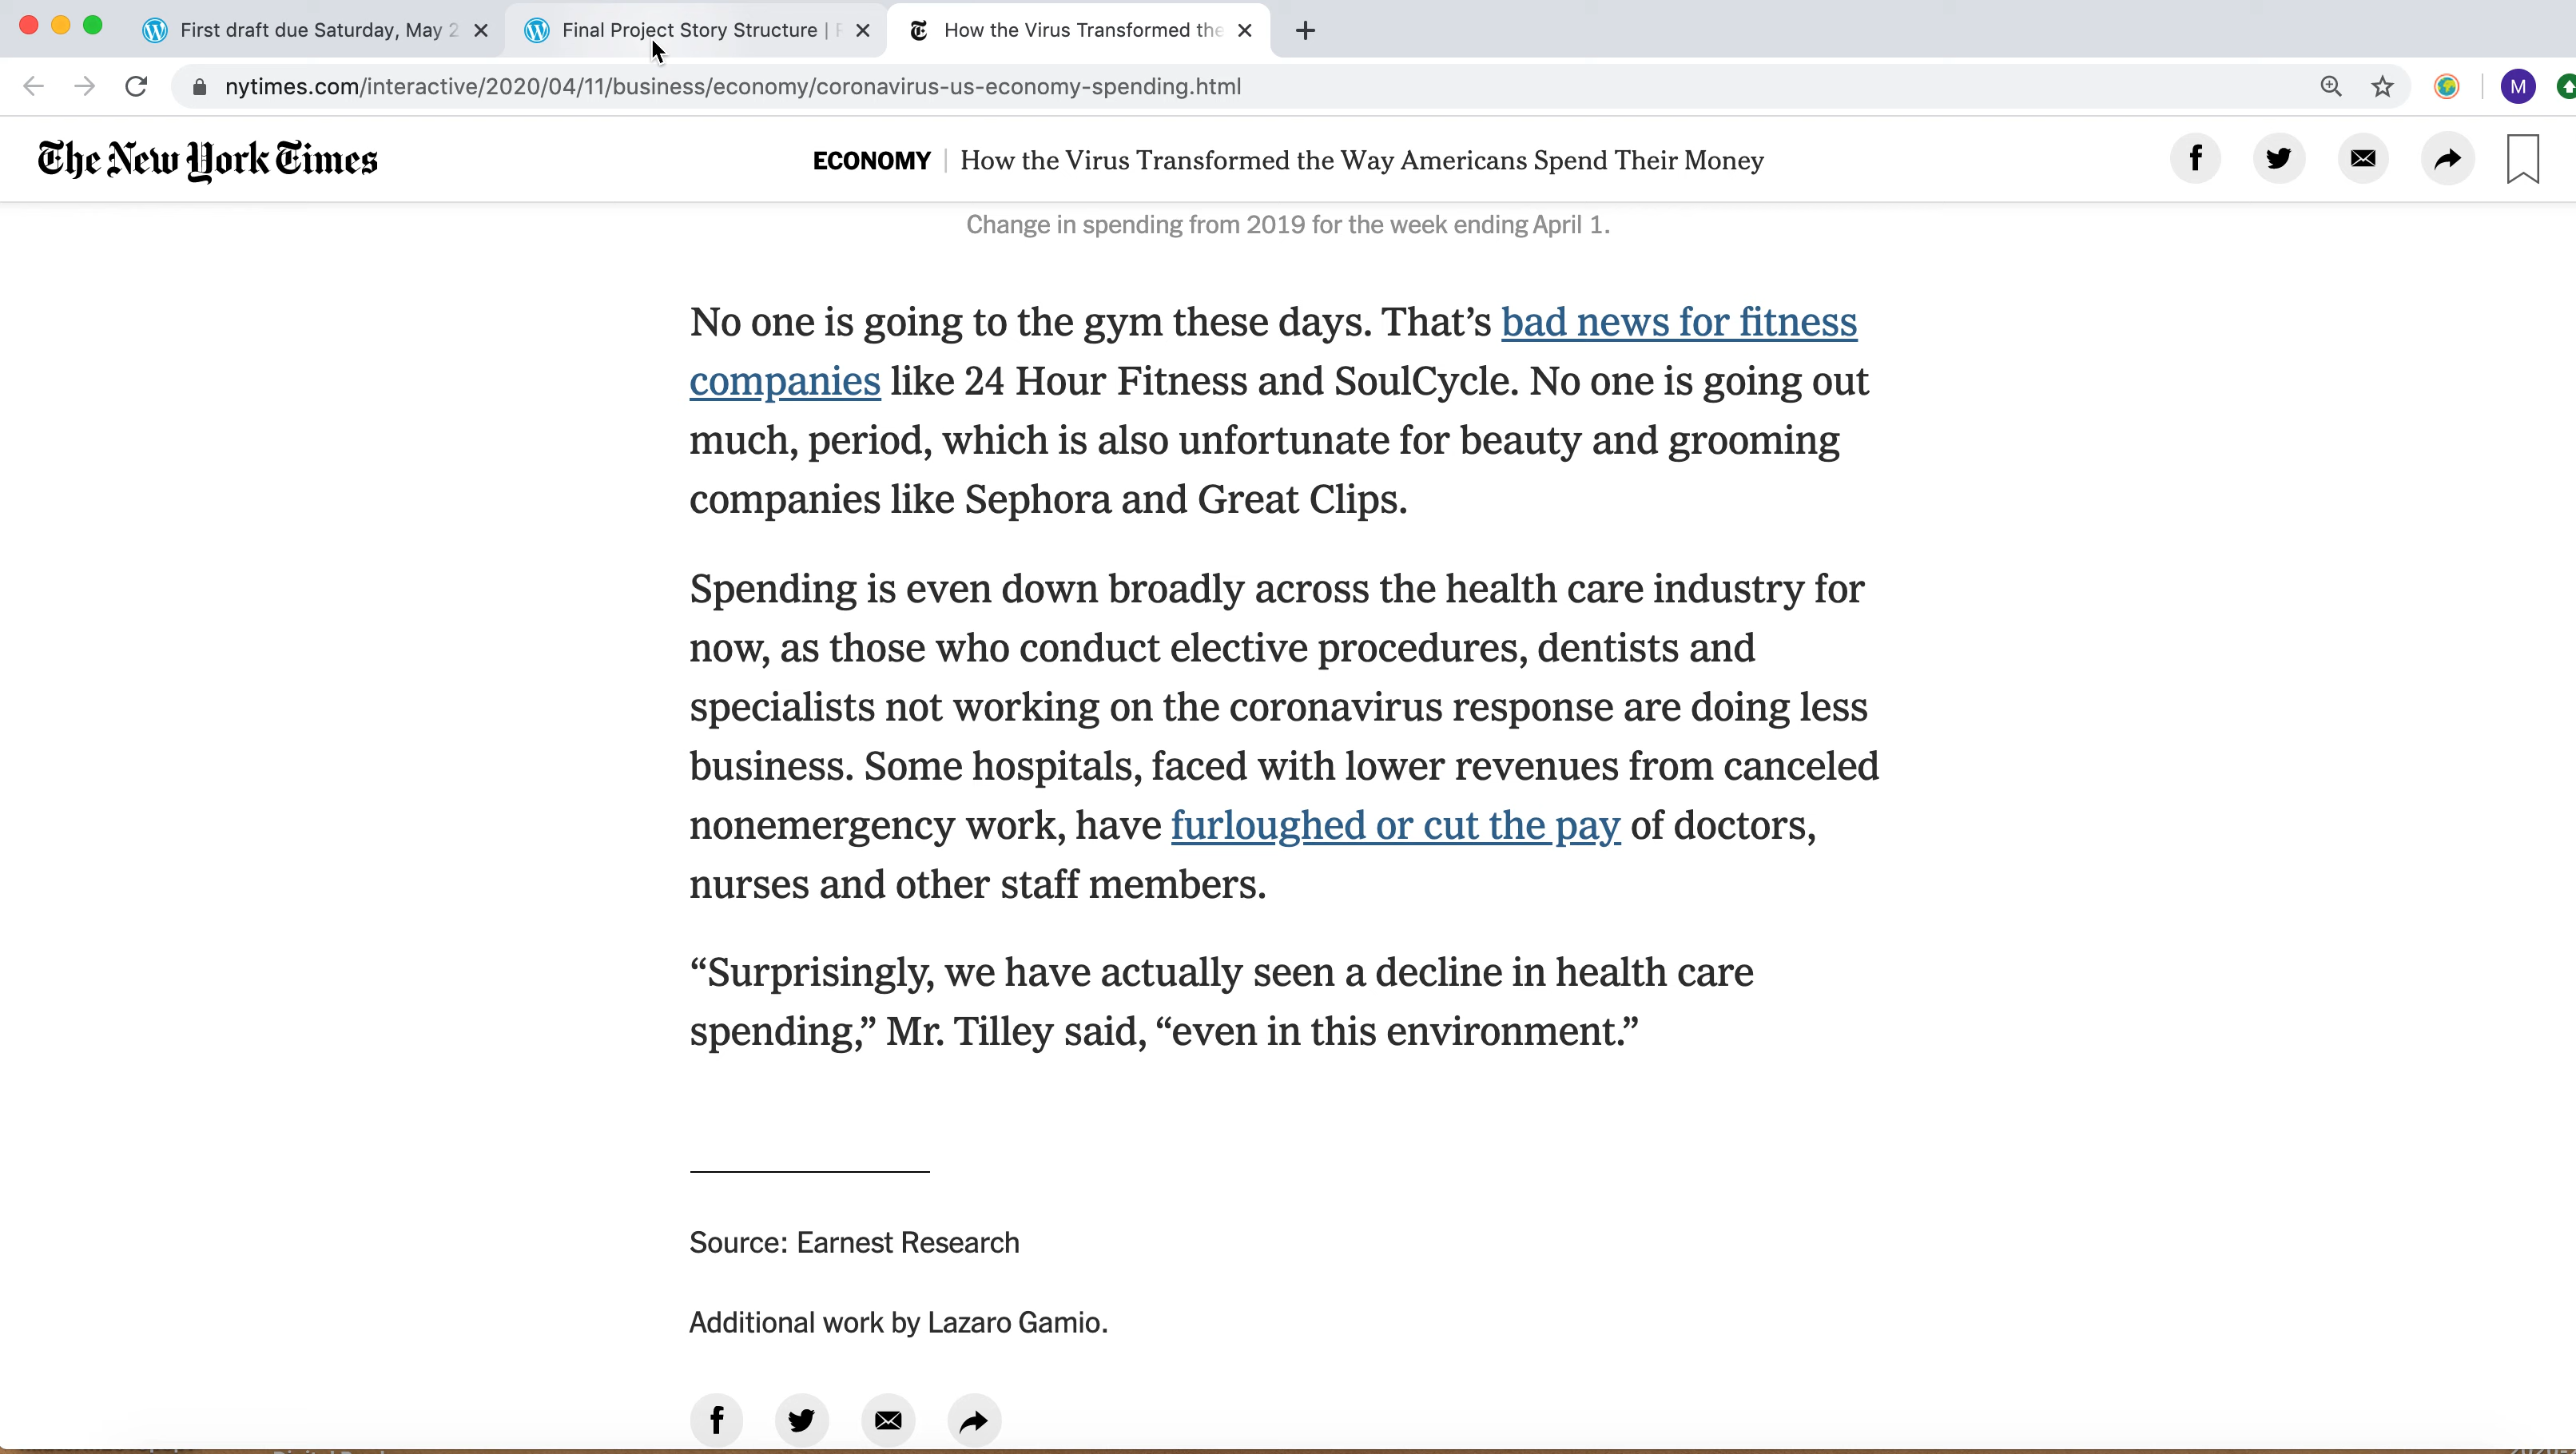 First draft due Saturday, May 2
Final Project Story Structure |
How the Virus Transformed the
nytimes.com/interactive/2020/04/11/business/economy/coronavirus-us-economy-spending.html
M
The New York Times
ECONOMY | How the Virus Transformed the Way Americans Spend Their Money
Change in spending from 2019 for the week ending April 1.
No one is going to the gym these days. That’s bad news for fitness
companies like 24 Hour Fitness and SoulCycle. No one is going out
much, period, which is also unfortunate for beauty and grooming
companies like Sephora and Great Clips.
Spending is even down broadly across the health care industry for
now, as those who conduct elective procedures, dentists and
specialists not working on the coronavirus response are doing less
business. Some hospitals, faced with lower revenues from canceled
nonemergency work, have furloughed or cut the pay of doctors,
nurses and other staff members.
“Surprisingly, we have actually seen a decline in health care
spending,” Mr. Tilley said, “even in this environment.”
Source: Earnest Research
Additional work by Lazaro Gamio.